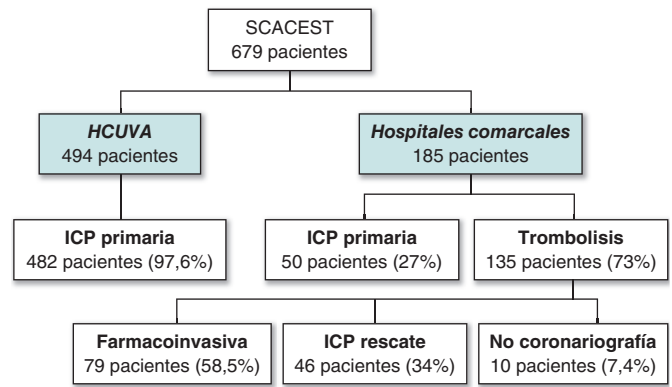 SCACEST
679 pacientes
HCUVA
494 pacientes
Hospitales comarcales
185 pacientes
ICP primaria
482 pacientes (97,6%)
ICP primaria
50 pacientes (27%)
Trombolisis
135 pacientes (73%)
Farmacoinvasiva
79 pacientes (58,5%)
ICP rescate
46 pacientes (34%)
No coronariografía
10 pacientes (7,4%)